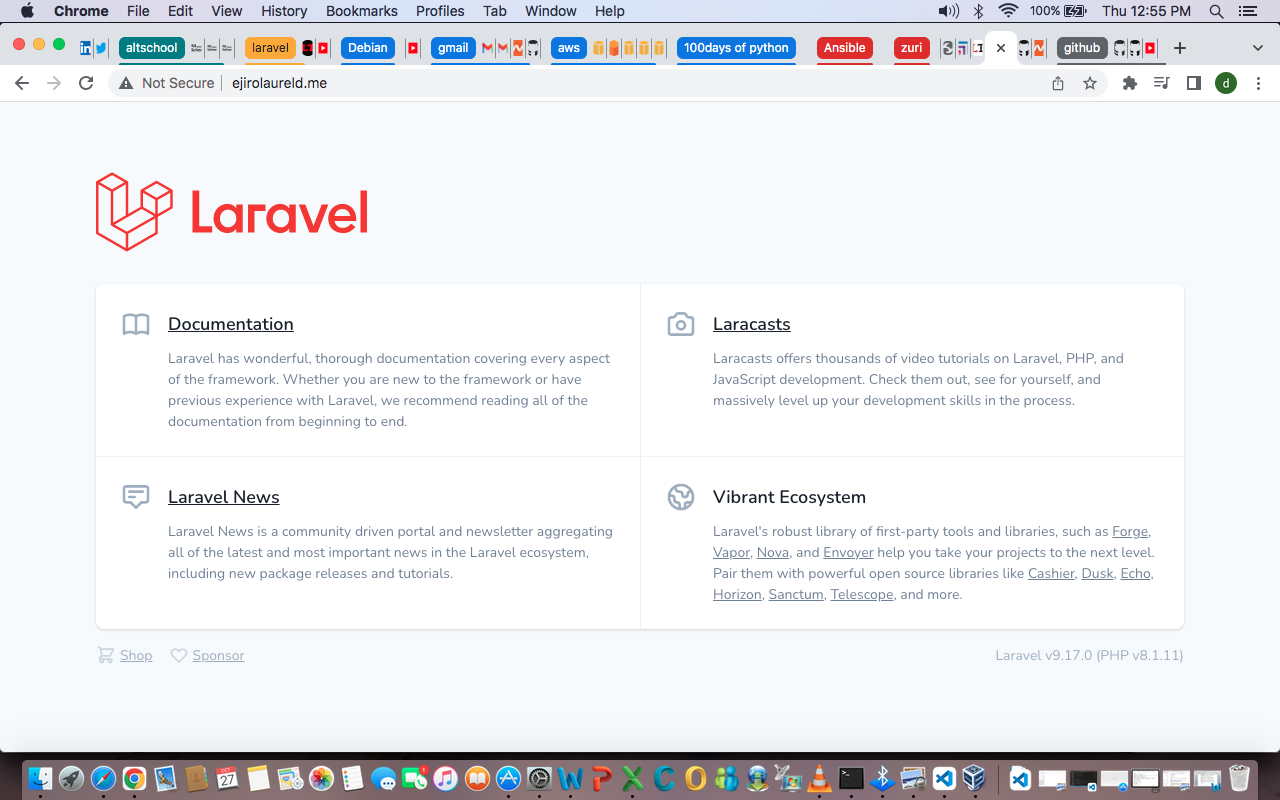 Chrome File Edit View History Bookmarks Profiles Tab Window Help 100% Thu 12:55 PM
altschool laravel Debian gmail aws 100days of python Ansible zuri github
Not Secure ejirolaureld.me d
Laravel
Documentation
Laravel has wonderful, thorough documentation covering every aspect
of the framework. Whether you are new to the framework or have
previous experience with Laravel, we recommend reading all of the
documentation from beginning to end.
Laracasts
Laracasts offers thousands of video tutorials on Laravel, PHP, and
JavaScript development. Check them out, see for yourself, and
massively level up your development skills in the process.
Laravel News
Laravel News is a community driven portal and newsletter aggregating
all of the latest and most important news in the Laravel ecosystem,
including new package releases and tutorials.
Vibrant Ecosystem
Laravel's robust library of first-party tools and libraries, such as Forge,
Vapor, Nova, and Envoyer help you take your projects to the next level.
Pair them with powerful open source libraries like Cashier, Dusk, Echo,
Horizon, Sanctum, Telescope, and more.
Shop Sponsor Laravel v9.17.0 (PHP v8.1.11)
OCT
27